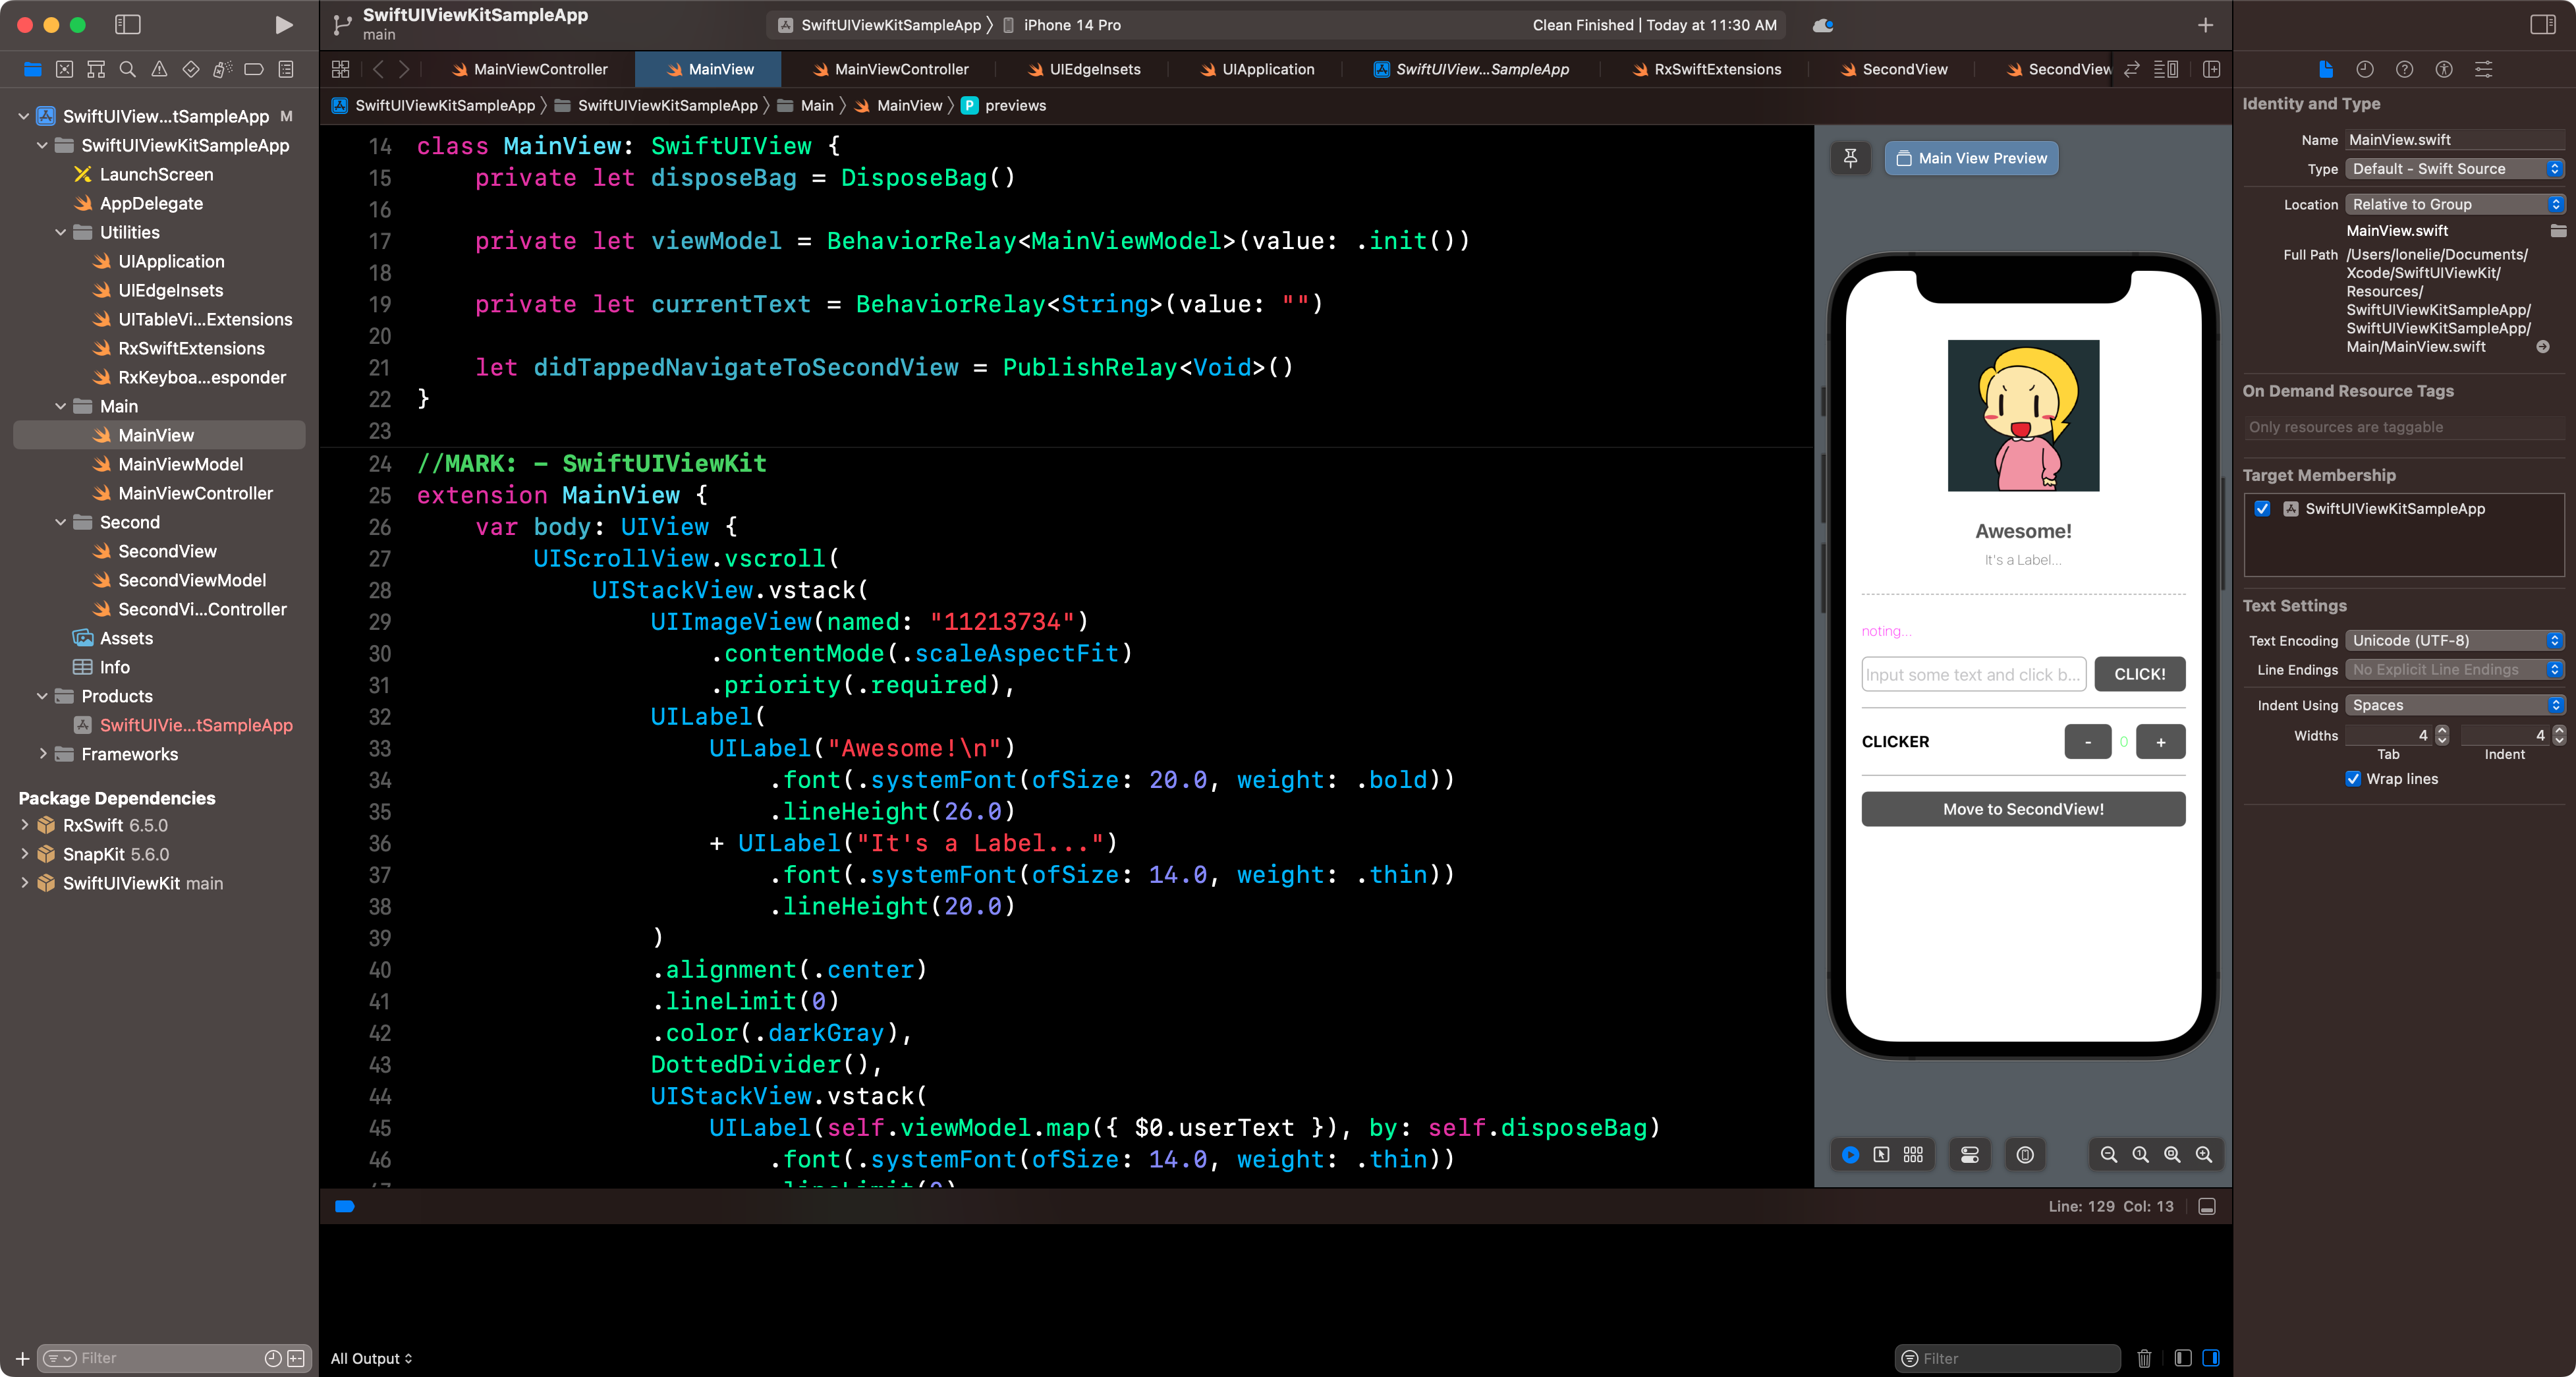 SwiftUIViewKitSampleApp
main
SwiftUIViewKitSampleApp 〉 iPhone 14 Pro
Clean Finished | Today at 11:30 AM
MainViewController
MainView
MainViewController
UIEdgeInsets
UIApplication
SwiftUIView...SampleApp
RxSwiftExtensions
SecondView
SecondView
SwiftUIViewKitSampleApp 〉 SwiftUIViewKitSampleApp 〉 Main 〉 MainView 〉 P previews
SwiftUIView...tSampleApp M
SwiftUIViewKitSampleApp
LaunchScreen
AppDelegate
Utilities
UIApplication
UIEdgeInsets
UITableVi...Extensions
RxSwiftExtensions
RxKeyboa...esponder
Main
MainView
MainViewModel
MainViewController
Second
SecondView
SecondViewModel
SecondVi...Controller
Assets
Info
Products
SwiftUIVie...tSampleApp
Frameworks
Package Dependencies
RxSwift 6.5.0
SnapKit 5.6.0
SwiftUIViewKit main
Filter
14 class MainView: SwiftUIView {
15 private let disposeBag = DisposeBag()
16
17 private let viewModel = BehaviorRelay<MainViewModel>(value: .init())
18
19 private let currentText = BehaviorRelay<String>(value: "")
20
21 let didTappedNavigateToSecondView = PublishRelay<Void>()
22 }
23
24 //MARK: - SwiftUIViewKit
25 extension MainView {
26 var body: UIView {
27 UIScrollView.vscroll(
28 UIStackView.vstack(
29 UIImageView(named: "11213734")
30 .contentMode(.scaleAspectFit)
31 .priority(.required),
32 UILabel(
33 UILabel("Awesome!\n")
34 .font(.systemFont(ofSize: 20.0, weight: .bold))
35 .lineHeight(26.0)
36 + UILabel("It's a Label...")
37 .font(.systemFont(ofSize: 14.0, weight: .thin))
38 .lineHeight(20.0)
39 )
40 .alignment(.center)
41 .lineLimit(0)
42 .color(.darkGray),
43 DottedDivider(),
44 UIStackView.vstack(
45 UILabel(self.viewModel.map({ $0.userText }), by: self.disposeBag)
46 .font(.systemFont(ofSize: 14.0, weight: .thin))
47 .lineLimit(0)
Main View Preview
Awesome!
It's a Label...
noting...
Input some text and click b...
CLICK!
CLICKER
- 0 +
Move to SecondView!
Line: 129 Col: 13
All Output
Filter
Identity and Type
Name MainView.swift
Type Default - Swift Source
Location Relative to Group
MainView.swift
Full Path /Users/lonelie/Documents/
Xcode/SwiftUIViewKit/
Resources/
SwiftUIViewKitSampleApp/
SwiftUIViewKitSampleApp/
Main/MainView.swift
On Demand Resource Tags
Only resources are taggable
Target Membership
SwiftUIViewKitSampleApp
Text Settings
Text Encoding Unicode (UTF-8)
Line Endings No Explicit Line Endings
Indent Using Spaces
Widths 4 4
Tab Indent
Wrap lines